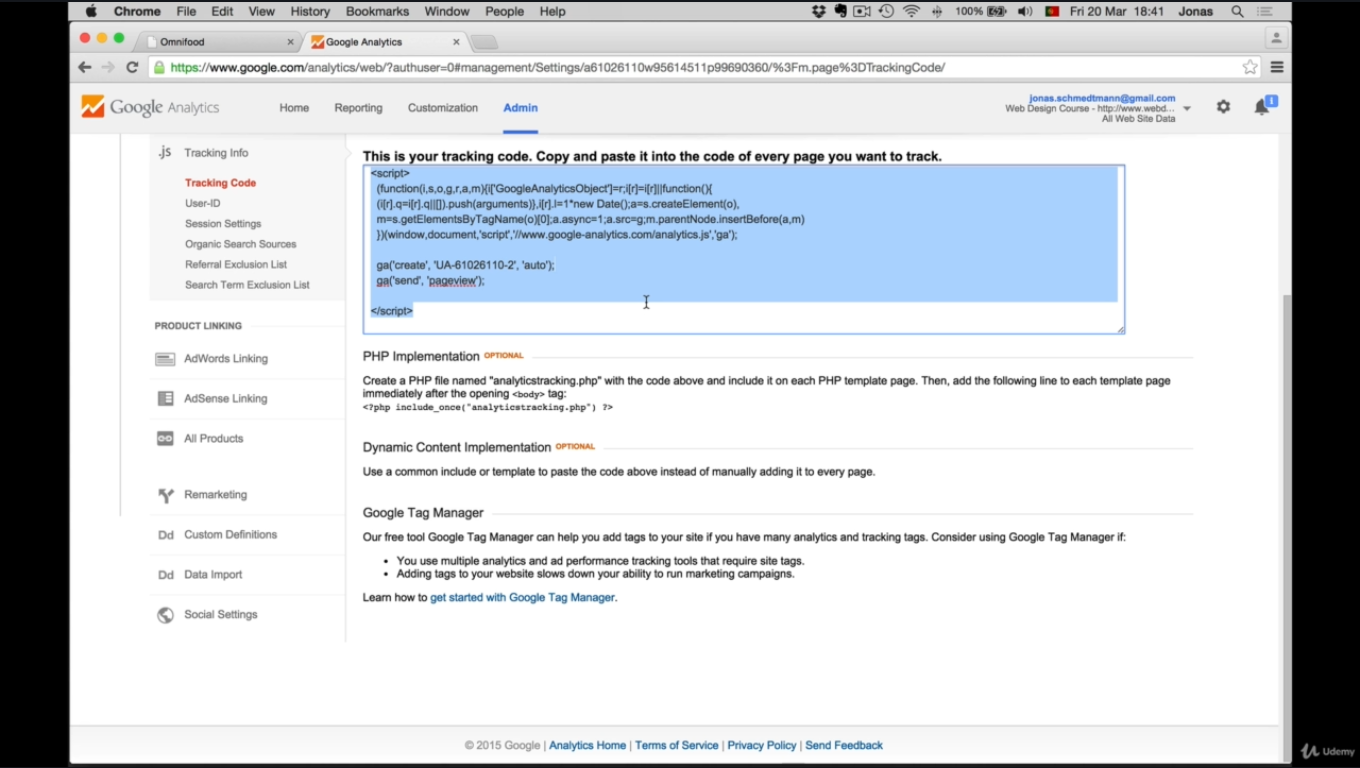 Chrome File Edit View History Bookmarks Window People Help 100% Fri 20 Mar 18:41 Jonas
Omnifood
Google Analytics
https://www.google.com/analytics/web/?authuser=0#management/Settings/a61026110w95614511p99690360/%3Fm.page%3DTrackingCode/
Google Analytics
Home Reporting Customization Admin
jonas.schmedtmann@gmail.com
Web Design Course - http://www.webd...
All Web Site Data
1
.js Tracking Info
Tracking Code
User-ID
Session Settings
Organic Search Sources
Referral Exclusion List
Search Term Exclusion List
PRODUCT LINKING
AdWords Linking
AdSense Linking
All Products
Remarketing
Dd Custom Definitions
Dd Data Import
Social Settings
This is your tracking code. Copy and paste it into the code of every page you want to track.
<script>
(function(i,s,o,g,r,a,m){i['GoogleAnalyticsObject']=r;i[r]=i[r]||function(){
(i[r].q=i[r].q||[]).push(arguments)},i[r].l=1*new Date();a=s.createElement(o),
m=s.getElementsByTagName(o)[0];a.async=1;a.src=g;m.parentNode.insertBefore(a,m)
})(window,document,'script','//www.google-analytics.com/analytics.js','ga');
ga('create', 'UA-61026110-2', 'auto');
ga('send', 'pageview');
</script>
PHP Implementation OPTIONAL
Create a PHP file named "analyticstracking.php" with the code above and include it on each PHP template page. Then, add the following line to each template page
immediately after the opening <body> tag:
<?php include_once("analyticstracking.php") ?>
Dynamic Content Implementation OPTIONAL
Use a common include or template to paste the code above instead of manually adding it to every page.
Google Tag Manager
Our free tool Google Tag Manager can help you add tags to your site if you have many analytics and tracking tags. Consider using Google Tag Manager if:
• You use multiple analytics and ad performance tracking tools that require site tags.
• Adding tags to your website slows down your ability to run marketing campaigns.
Learn how to get started with Google Tag Manager.
© 2015 Google | Analytics Home | Terms of Service | Privacy Policy | Send Feedback
Udemy